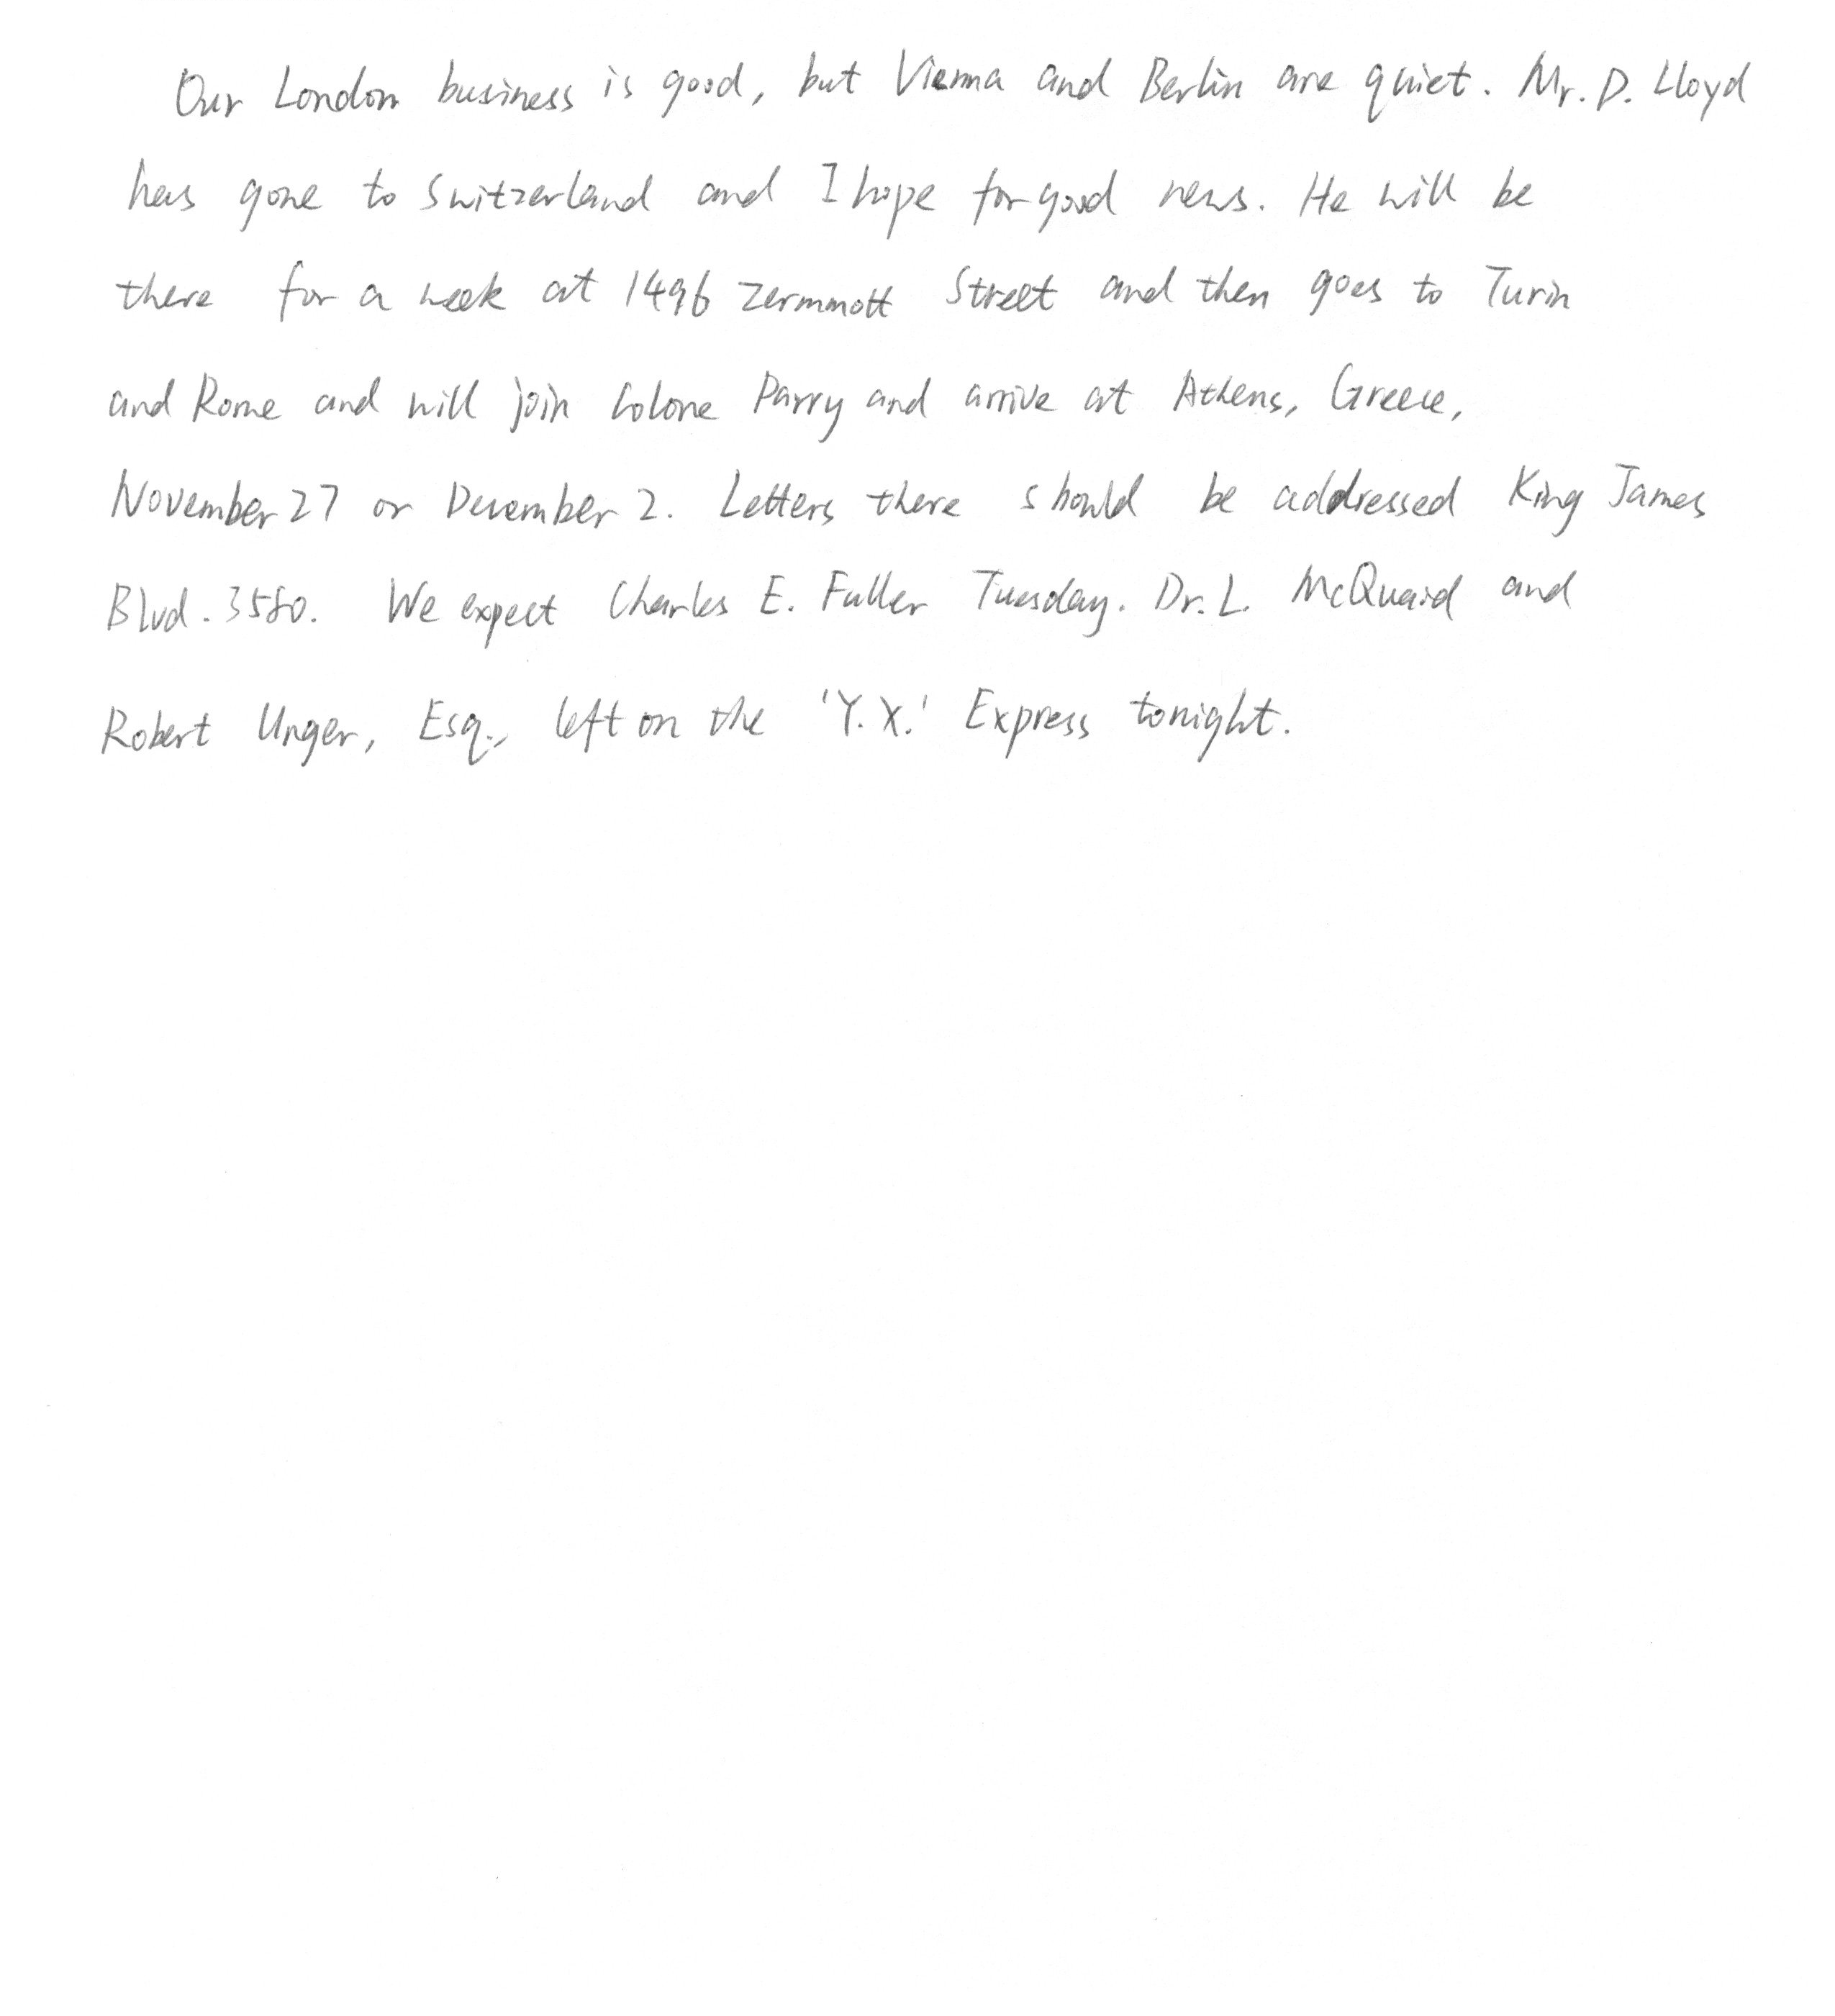 Our London business is good, but Vienna and Berlin are quiet. Mr. D. Lloyd
has gone to Switzerland and I hope for good news. He will be
there for a week at 1496 Zermmott Street and then goes to Turin
and Rome and will join Colone Parry and arrive at Athens, Greece,
November 27 or December 2. Letters there should be addressed King James
Blvd. 3580. We expect Charles E. Fuller Tuesday. Dr. L. McQuaid and
Robert Unger, Esq., left on the 'Y.X.' Express tonight.